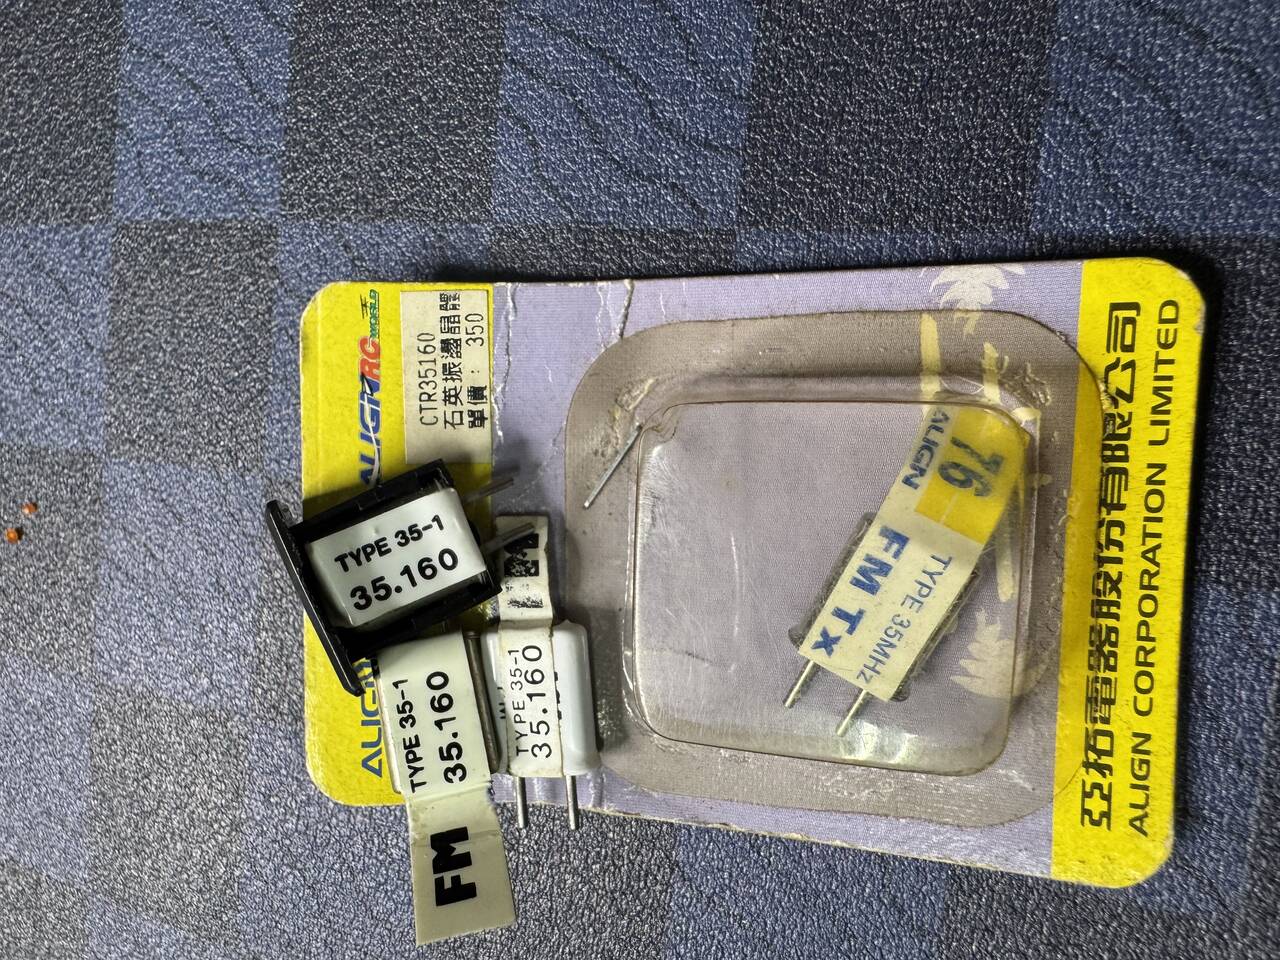 ALIGN RC WORLD
CTR35160
石英振盪晶體
單價: 350
TYPE 35-1
35.160
TYPE 35-1
35.160
FM
TYPE 35-1
35.160
76
ALIGN
FM Tx
TYPE 35MHz
亞拓電器股份有限公司
ALIGN CORPORATION LIMITED